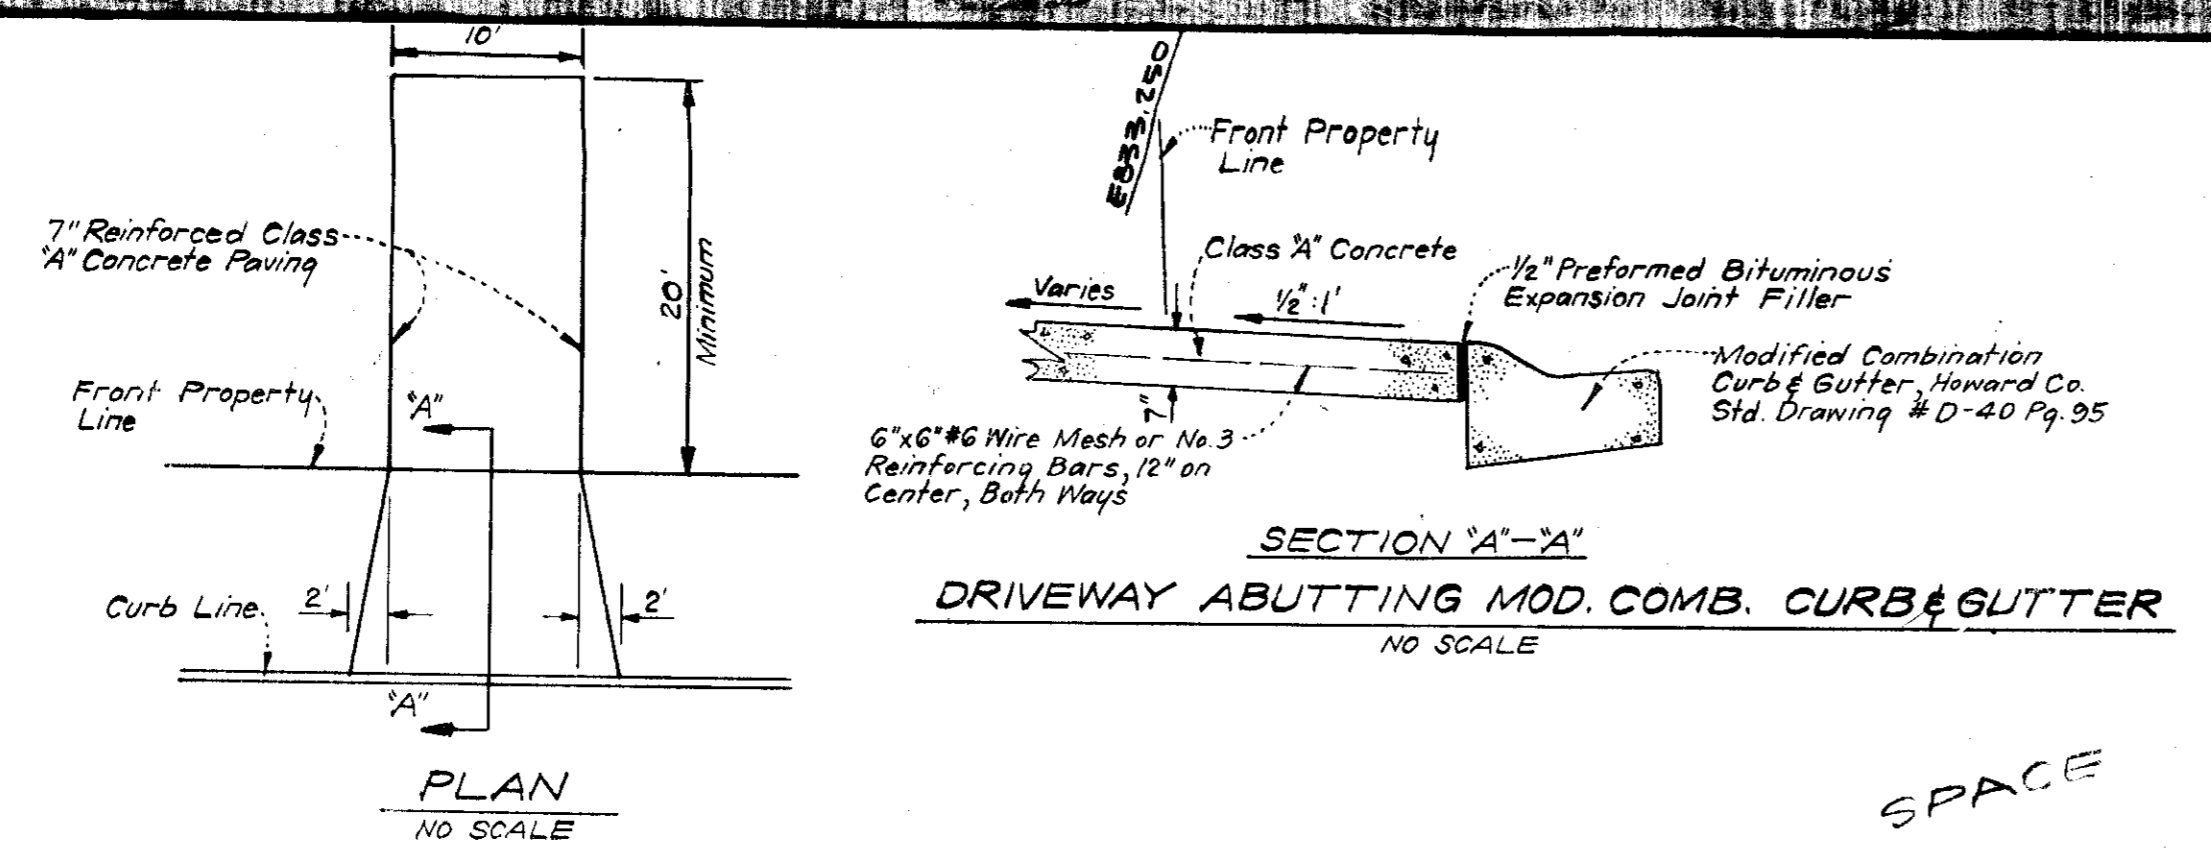 10'
7" Reinforced Class
"A" Concrete Paving
20'
Minimum
Front Property
Line
"A"
Curb Line
2'
2'
"A"
PLAN
NO SCALE
E833,250
Front Property
Line
Class "A" Concrete
Varies
1/2":1'
1/2" Preformed Bituminous
Expansion Joint Filler
Modified Combination
Curb & Gutter, Howard Co.
Std. Drawing # D-40 Pg. 95
7"
6"x6" #6 Wire Mesh or No. 3
Reinforcing Bars, 12" on
Center, Both Ways
SECTION "A"-"A"
DRIVEWAY ABUTTING MOD. COMB. CURB & GUTTER
NO SCALE
SPACE